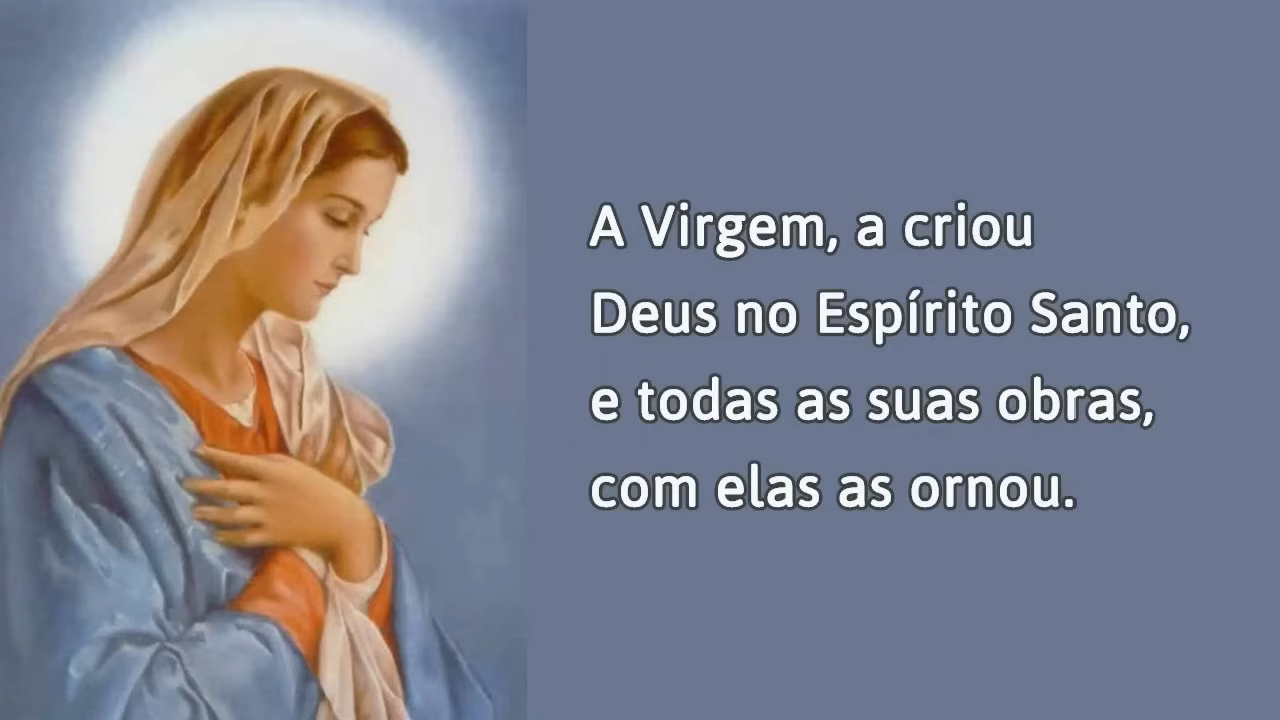 A Virgem, a criou
Deus no Espírito Santo,
e todas as suas obras,
com elas as ornou.